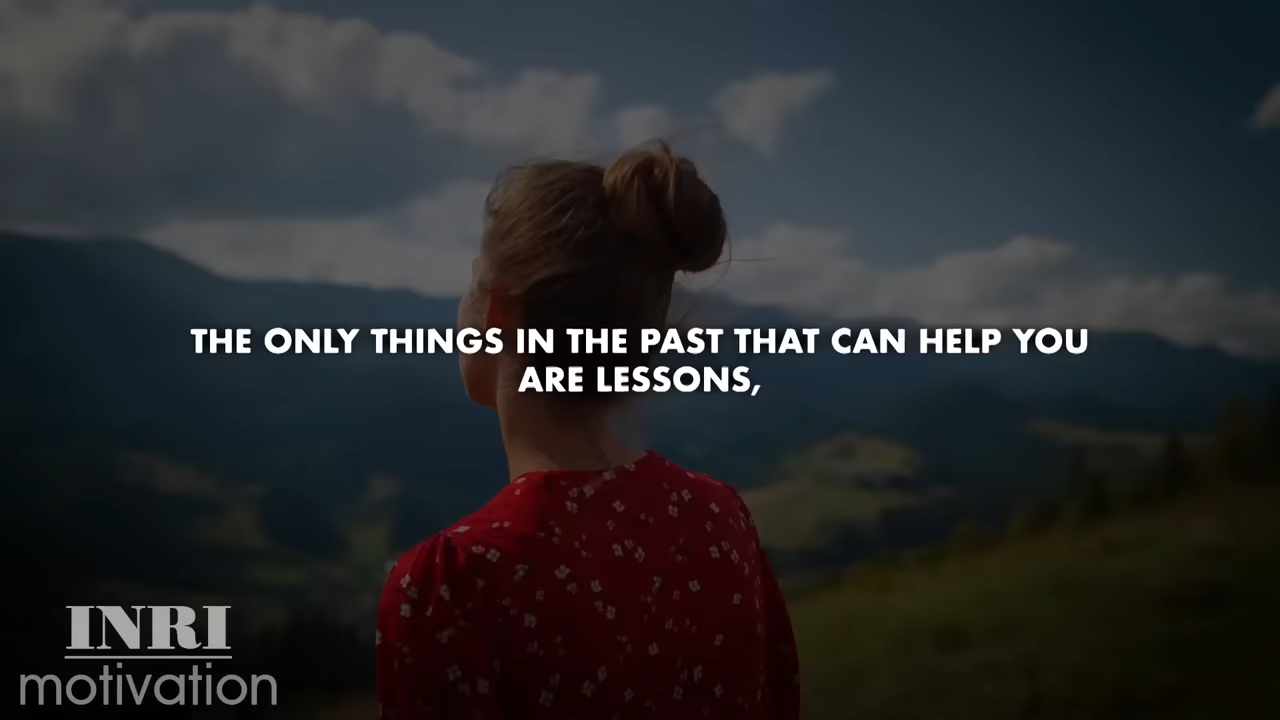 THE ONLY THINGS IN THE PAST THAT CAN HELP YOU
ARE LESSONS,
INRI
motivation